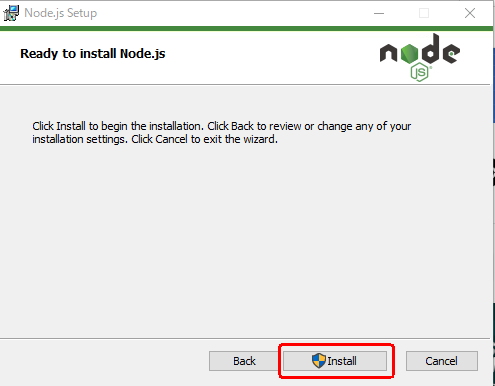 Node.js Setup
Ready to install Node.js
node
JS
Click Install to begin the installation. Click Back to review or change any of your
installation settings. Click Cancel to exit the wizard.
Back
Install
Cancel